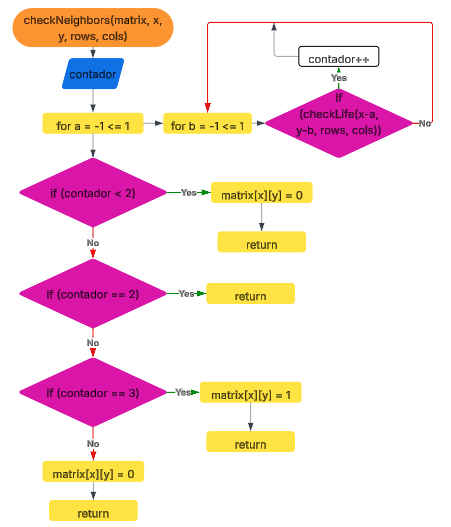 checkNeighbors(matrix, x,
y, rows, cols)
contador
contador++
Yes
for a = -1 <= 1
for b = -1 <= 1
If
(checkLife(x-a,
y-b, rows, cols))
No
if (contador < 2)
Yes
matrix[x][y] = 0
return
No
if (contador == 2)
Yes
return
No
if (contador == 3)
Yes
matrix[x][y] = 1
return
No
matrix[x][y] = 0
return